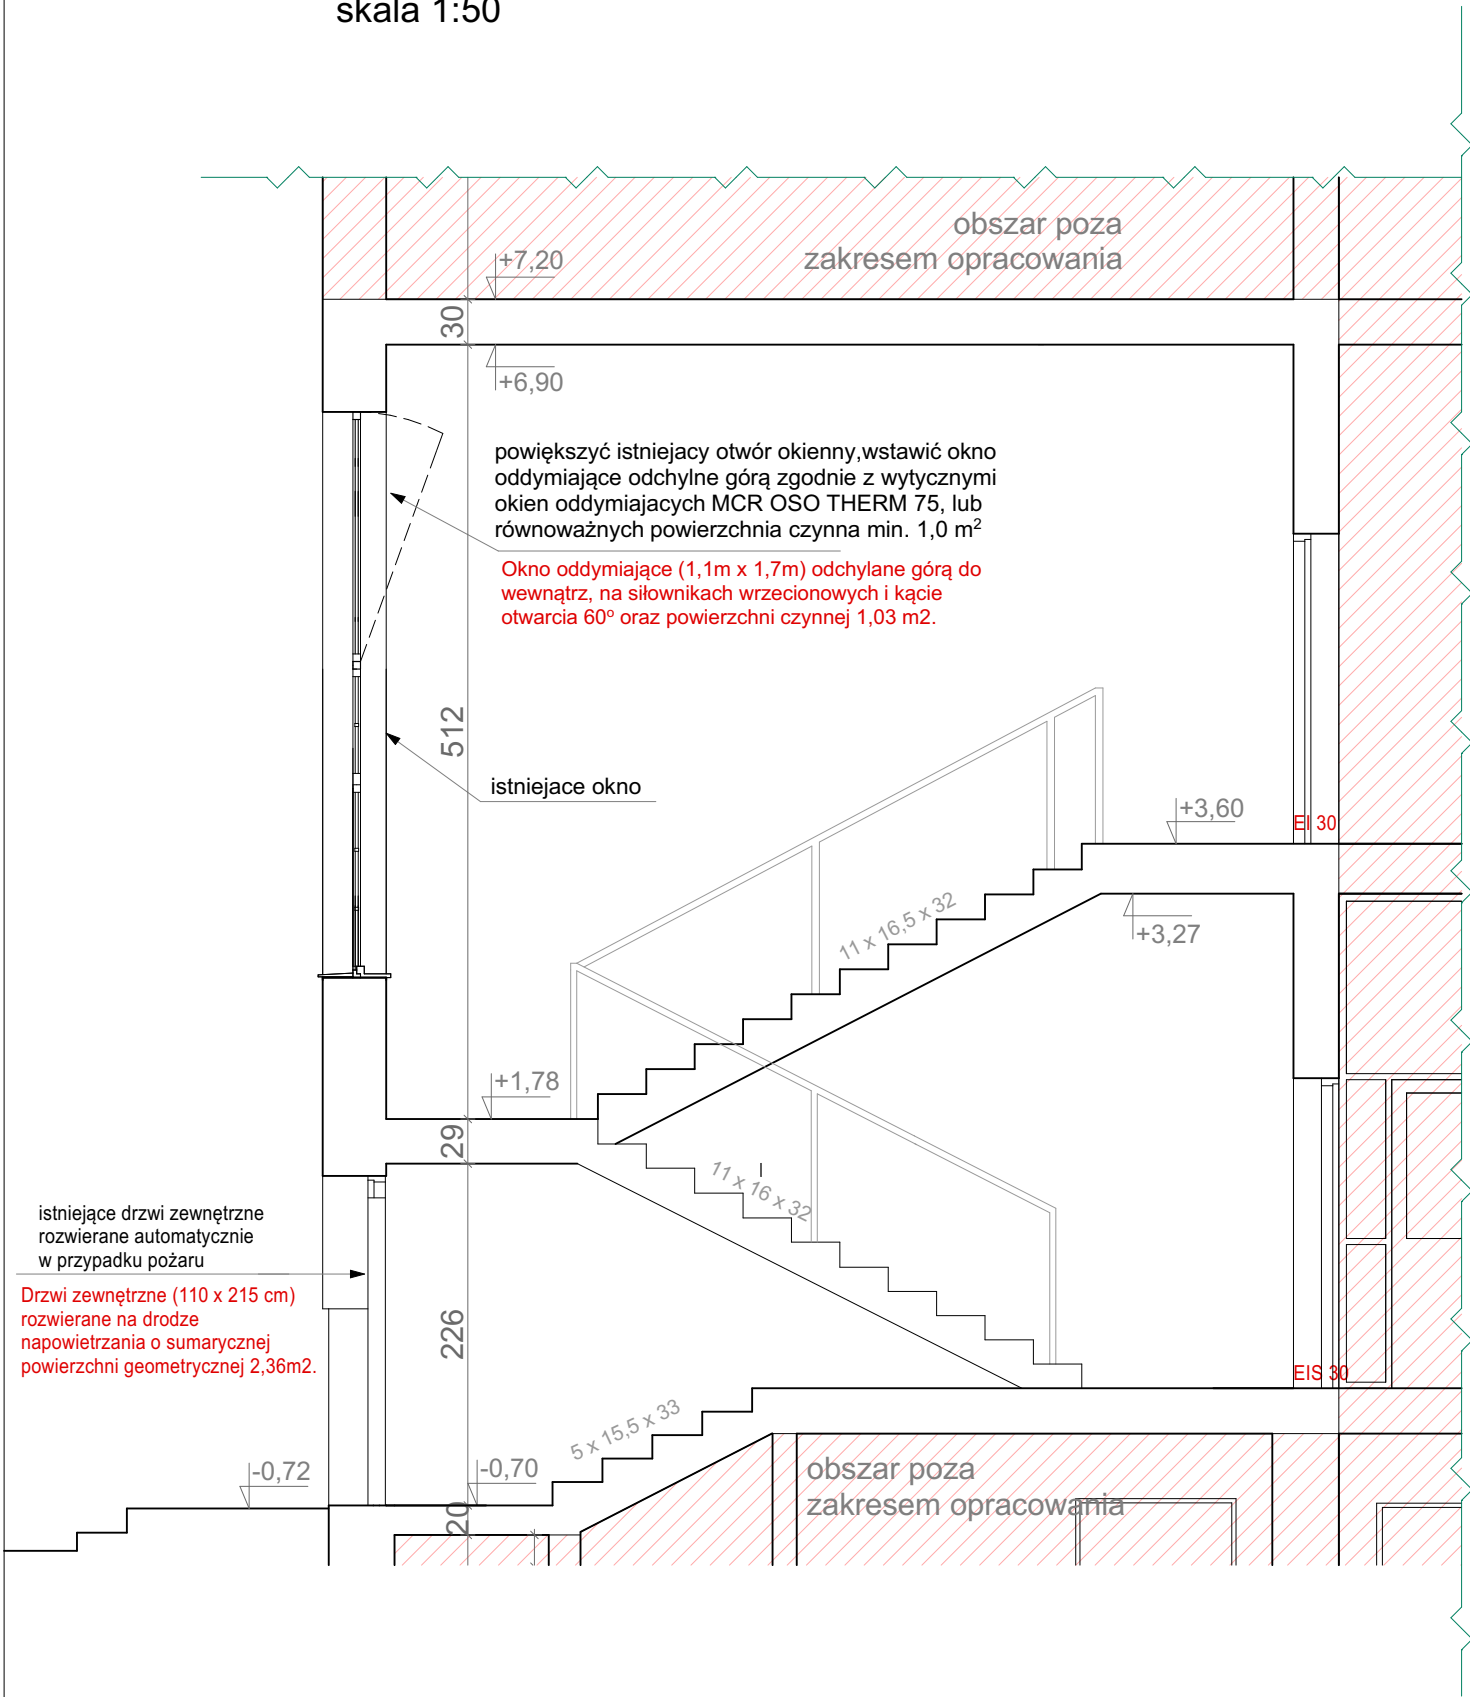 skala 1:50
obszar poza
zakresem opracowania
+7,20
30
+6,90
powiększyć istniejacy otwór okienny,wstawić okno
oddymiające odchylne górą zgodnie z wytycznymi
okien oddymiajacych MCR OSO THERM 75, lub
równoważnych powierzchnia czynna min. 1,0 m²
Okno oddymiające (1,1m x 1,7m) odchylane górą do
wewnątrz, na siłownikach wrzecionowych i kącie
otwarcia 60º oraz powierzchni czynnej 1,03 m2.
512
istniejace okno
+3,60
EI 30
11 x 16,5 x 32
+3,27
+1,78
29
11 x 16 x 32
istniejące drzwi zewnętrzne
rozwierane automatycznie
w przypadku pożaru
Drzwi zewnętrzne (110 x 215 cm)
rozwierane na drodze
napowietrzania o sumarycznej
powierzchni geometrycznej 2,36m2.
226
EIS 30
5 x 15,5 x 33
-0,72
-0,70
20
obszar poza
zakresem opracowania